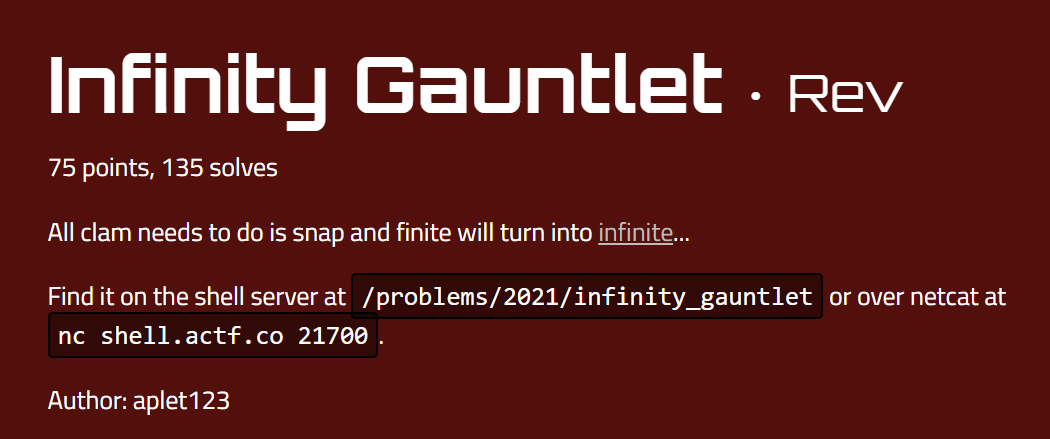 Infinity Gauntlet · Rev
75 points, 135 solves
All clam needs to do is snap and finite will turn into infinite...
Find it on the shell server at /problems/2021/infinity_gauntlet or over netcat at
nc shell.actf.co 21700.
Author: aplet123